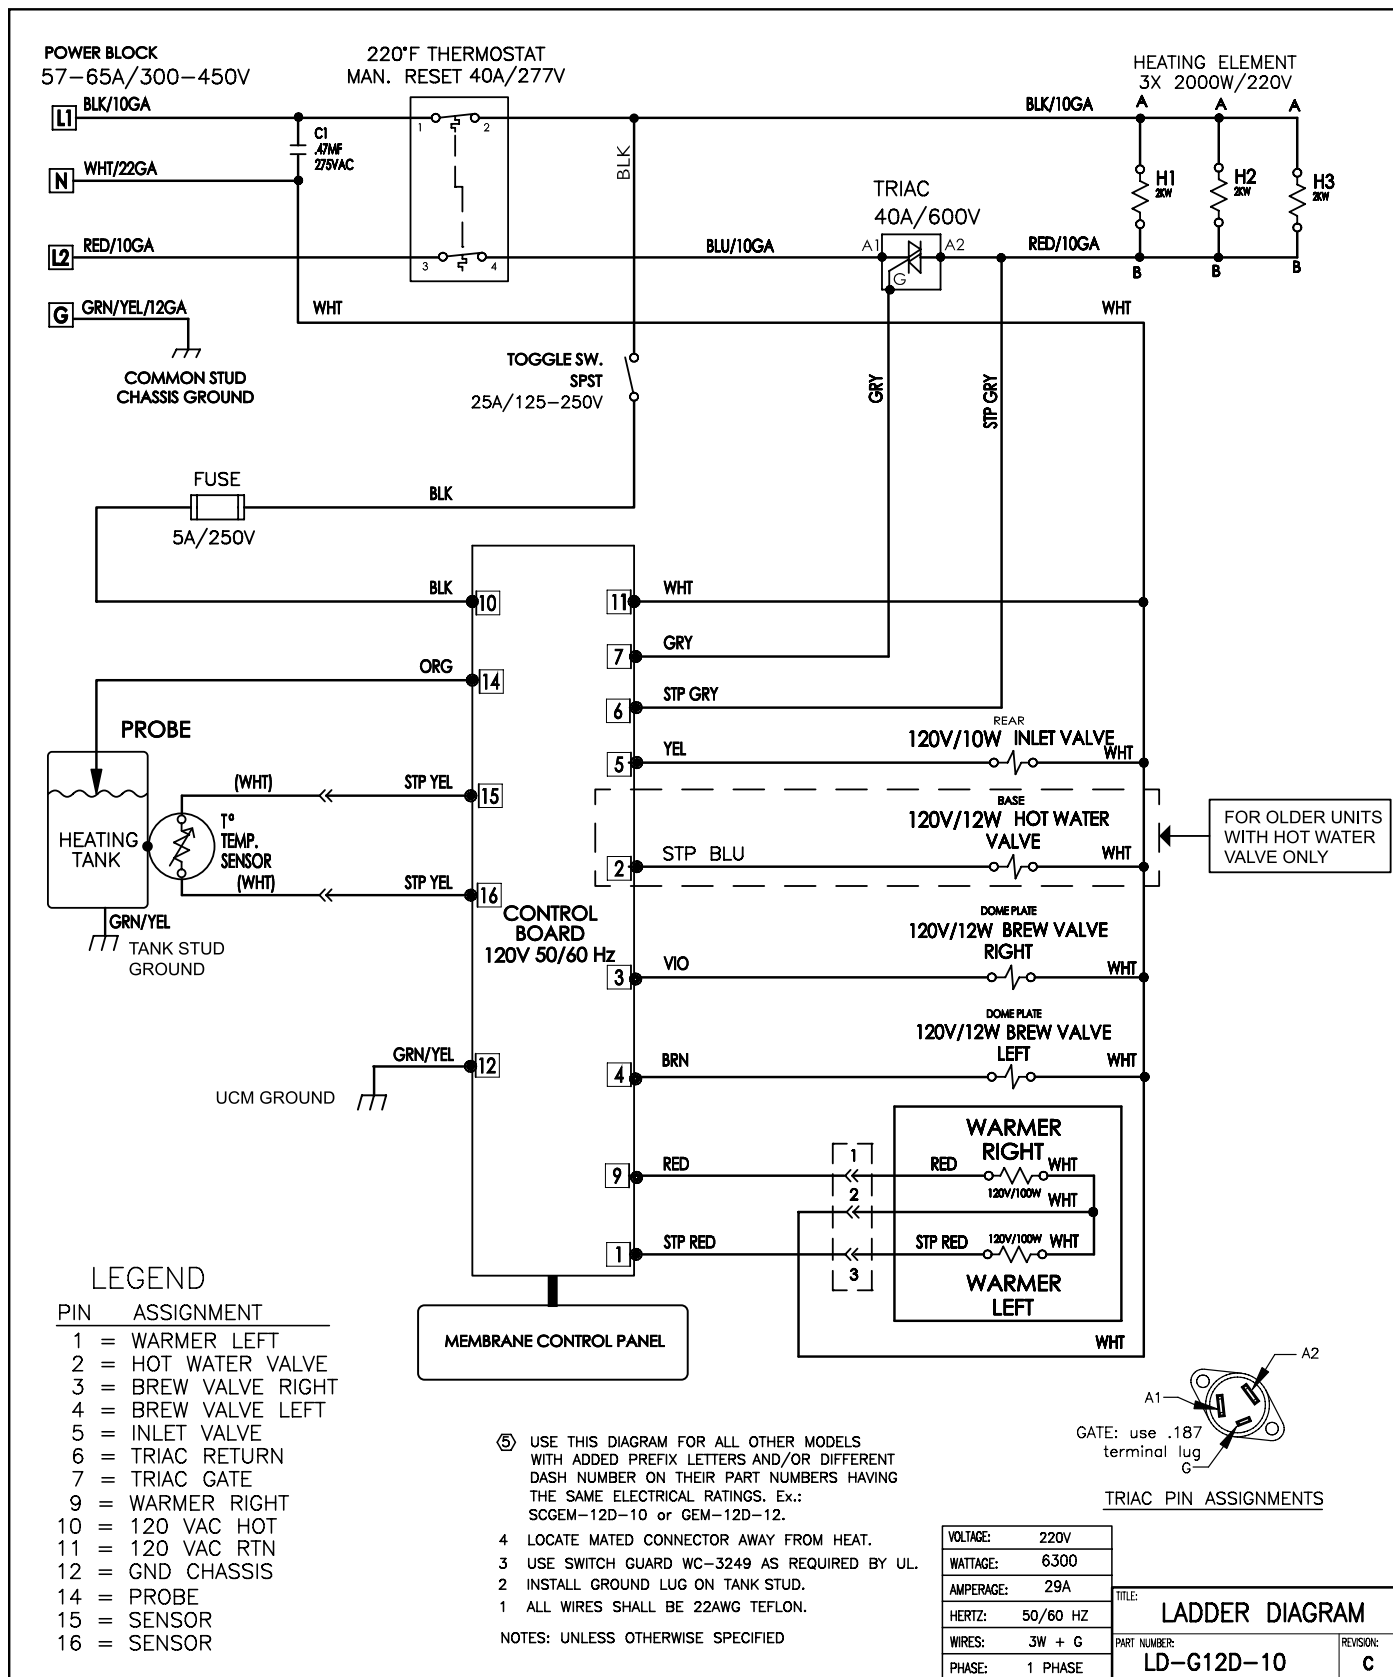 POWER BLOCK
57-65A/300-450V
220°F THERMOSTAT
MAN. RESET 40A/277V
HEATING ELEMENT
3X 2000W/220V
L1
BLK/10GA
1
2
BLK/10GA
A
A
A
C1
.47MF
275VAC
N
WHT/22GA
BLK
H1
2KW
H2
2KW
H3
2KW
TRIAC
40A/600V
L2
RED/10GA
3
4
BLU/10GA
A1
A2
G
RED/10GA
B
B
B
G
GRN/YEL/12GA
WHT
WHT
COMMON STUD
CHASSIS GROUND
TOGGLE SW.
SPST
25A/125-250V
GRY
STP GRY
FUSE
5A/250V
BLK
BLK
10
11
WHT
7
GRY
ORG
14
6
STP GRY
PROBE
REAR
120V/10W INLET VALVE
5
YEL
WHT
(WHT)
STP YEL
15
HEATING
TANK
T°
TEMP.
SENSOR
BASE
120V/12W HOT WATER
VALVE
2
STP BLU
WHT
FOR OLDER UNITS
WITH HOT WATER
VALVE ONLY
(WHT)
STP YEL
16
GRN/YEL
TANK STUD
GROUND
CONTROL
BOARD
120V 50/60 Hz
DOME PLATE
120V/12W BREW VALVE
RIGHT
3
VIO
WHT
DOME PLATE
120V/12W BREW VALVE
LEFT
GRN/YEL
12
UCM GROUND
4
BRN
WHT
WARMER
RIGHT
9
RED
1
RED
WHT
120V/100W
2
WHT
1
STP RED
3
STP RED
120V/100W
WHT
WARMER
LEFT
WHT
MEMBRANE CONTROL PANEL
LEGEND
PIN ASSIGNMENT
1 = WARMER LEFT
2 = HOT WATER VALVE
3 = BREW VALVE RIGHT
4 = BREW VALVE LEFT
5 = INLET VALVE
6 = TRIAC RETURN
7 = TRIAC GATE
9 = WARMER RIGHT
10 = 120 VAC HOT
11 = 120 VAC RTN
12 = GND CHASSIS
14 = PROBE
15 = SENSOR
16 = SENSOR
5 USE THIS DIAGRAM FOR ALL OTHER MODELS
WITH ADDED PREFIX LETTERS AND/OR DIFFERENT
DASH NUMBER ON THEIR PART NUMBERS HAVING
THE SAME ELECTRICAL RATINGS. Ex.:
SCGEM-12D-10 or GEM-12D-12.
4 LOCATE MATED CONNECTOR AWAY FROM HEAT.
3 USE SWITCH GUARD WC-3249 AS REQUIRED BY UL.
2 INSTALL GROUND LUG ON TANK STUD.
1 ALL WIRES SHALL BE 22AWG TEFLON.
NOTES: UNLESS OTHERWISE SPECIFIED
A2
A1
GATE: use .187
terminal lug
G
TRIAC PIN ASSIGNMENTS
VOLTAGE: 220V
WATTAGE: 6300
AMPERAGE: 29A
HERTZ: 50/60 HZ
WIRES: 3W + G
PHASE: 1 PHASE
TITLE:
LADDER DIAGRAM
PART NUMBER:
LD-G12D-10
REVISION:
C